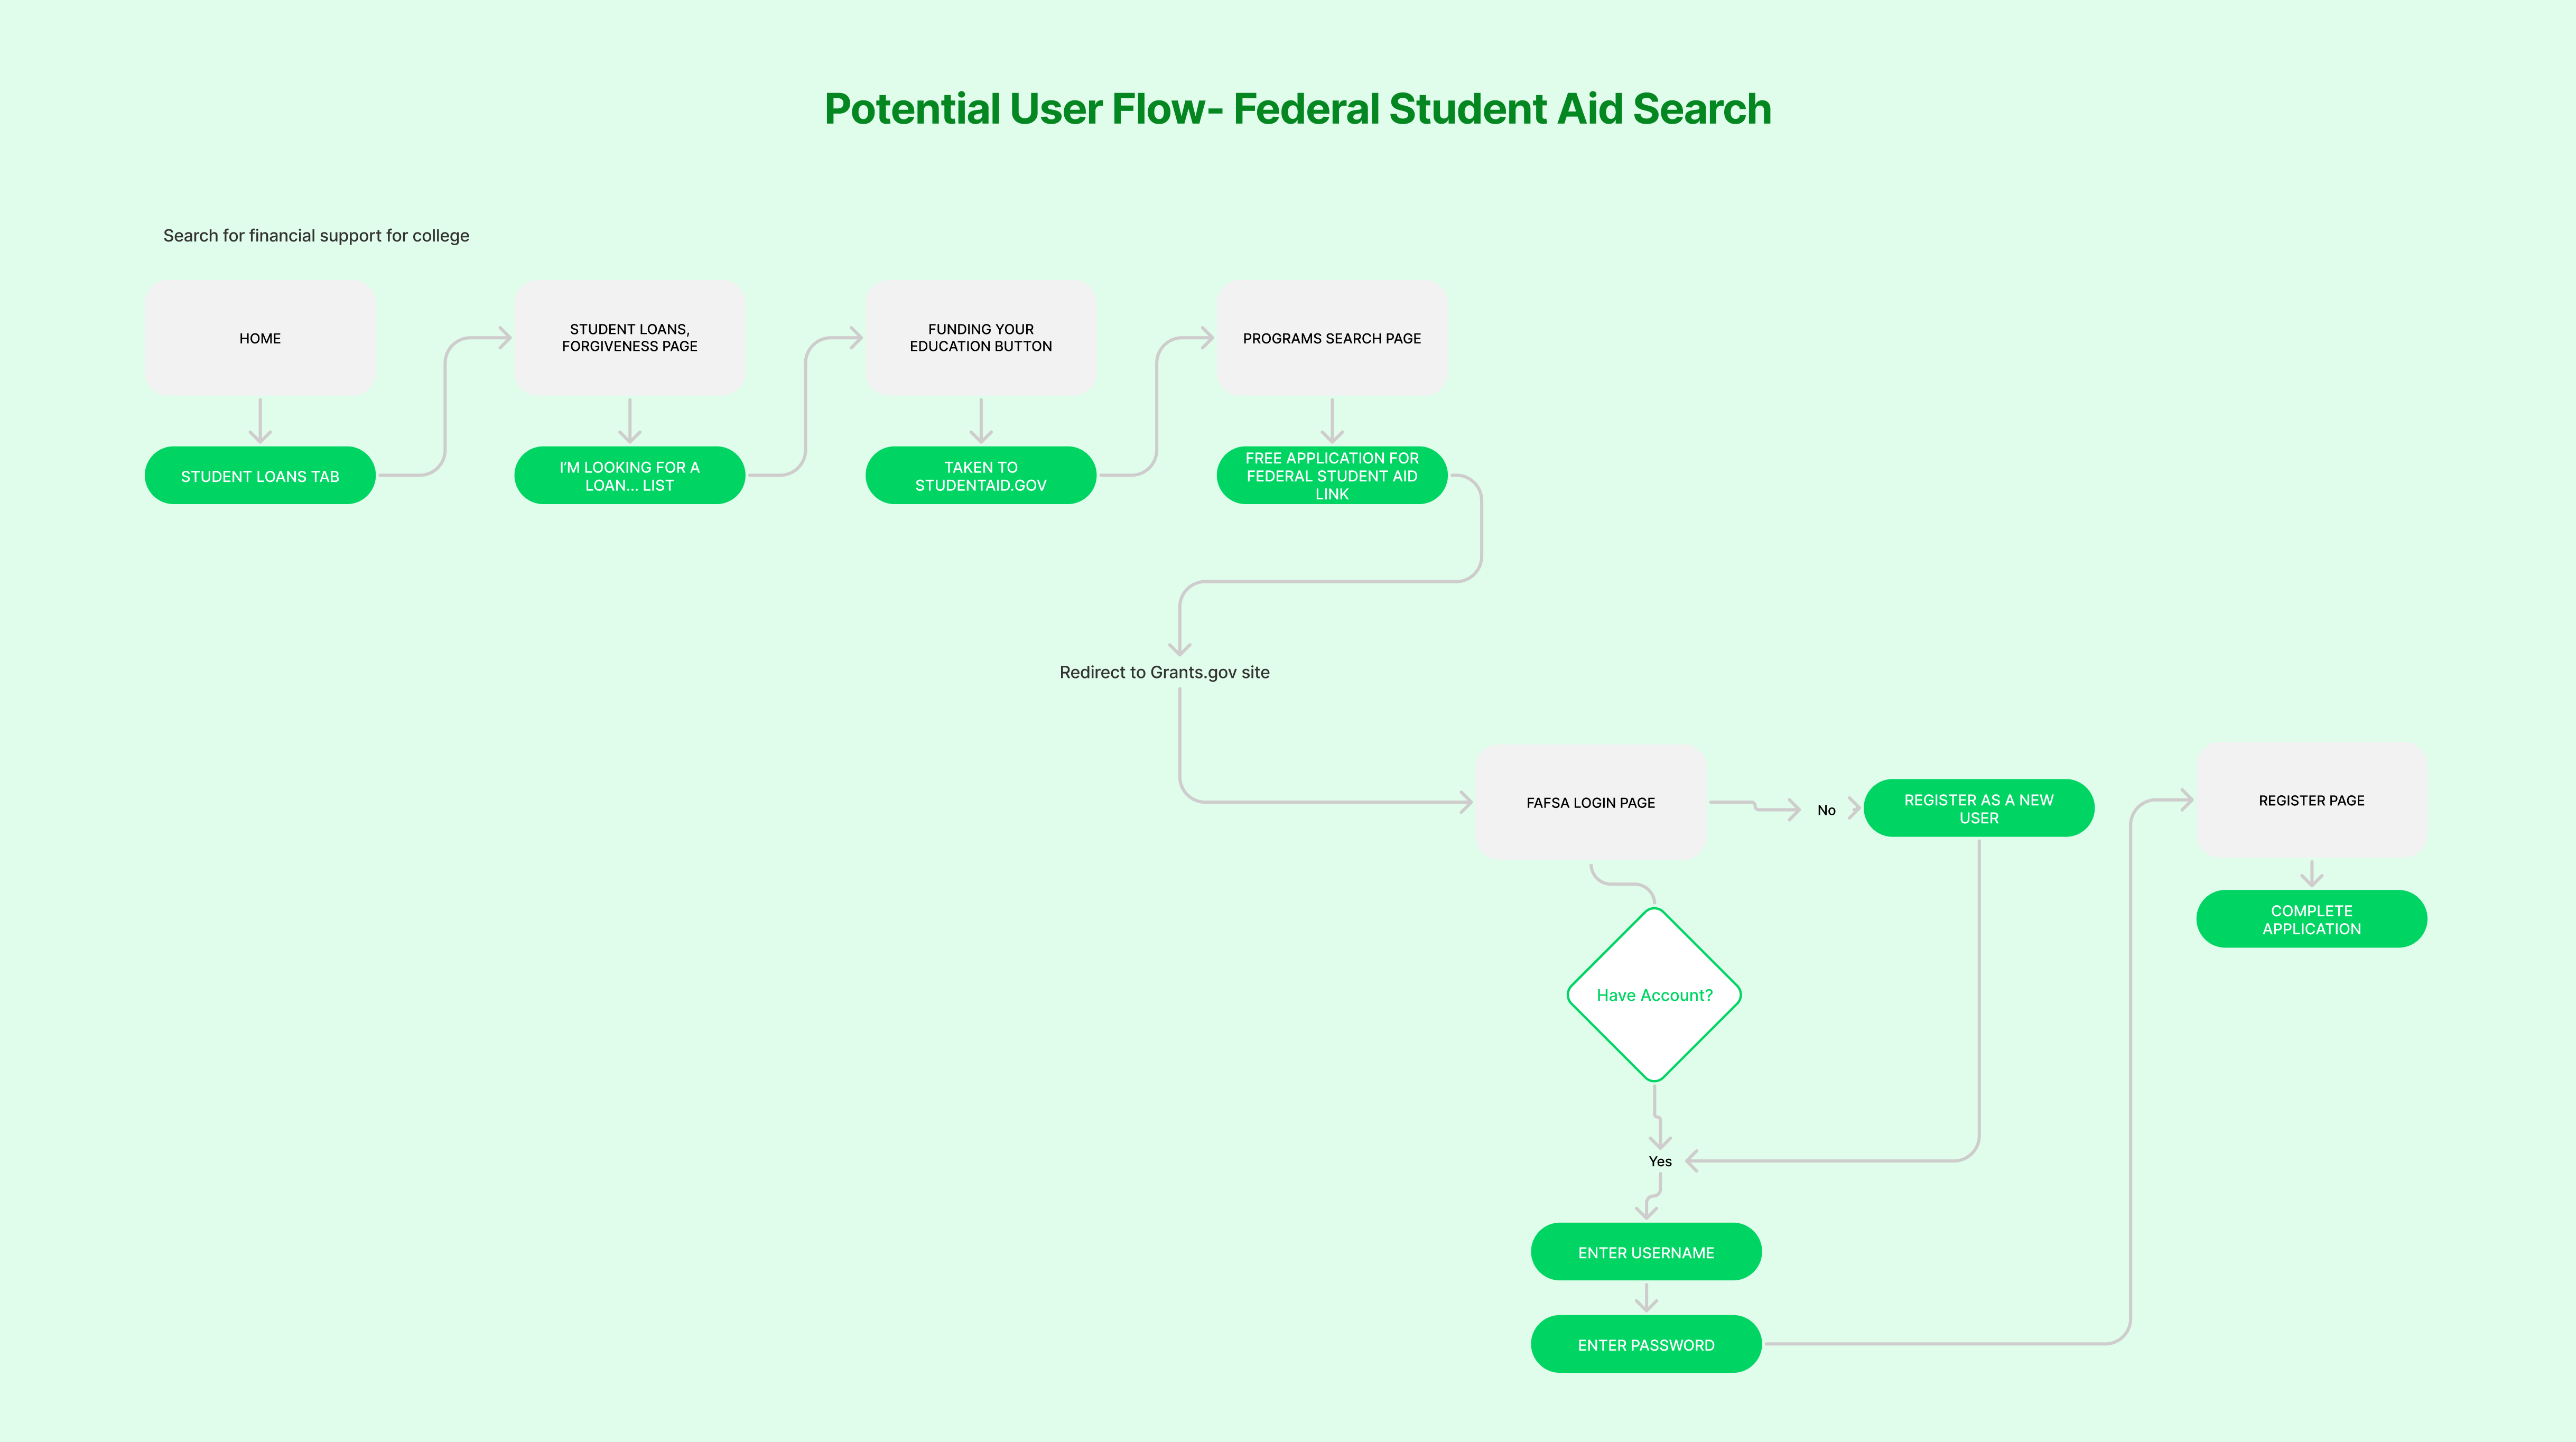 Potential User Flow- Federal Student Aid Search
Search for financial support for college
HOME
STUDENT LOANS TAB
STUDENT LOANS,
FORGIVENESS PAGE
I’M LOOKING FOR A
LOAN... LIST
FUNDING YOUR
EDUCATION BUTTON
TAKEN TO
STUDENTAID.GOV
PROGRAMS SEARCH PAGE
FREE APPLICATION FOR
FEDERAL STUDENT AID
LINK
Redirect to Grants.gov site
FAFSA LOGIN PAGE
No
REGISTER AS A NEW
USER
Have Account?
Yes
ENTER USERNAME
ENTER PASSWORD
REGISTER PAGE
COMPLETE
APPLICATION